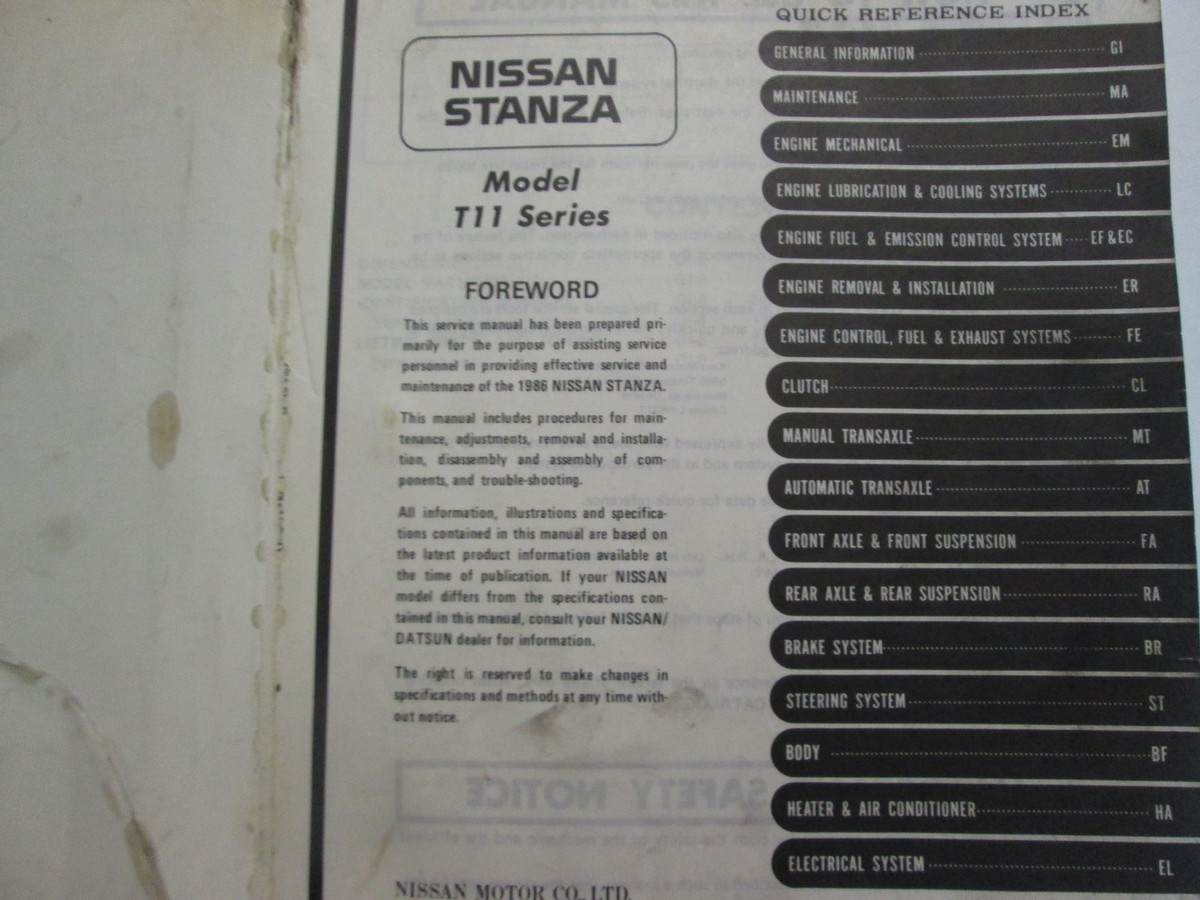 NISSAN
STANZA
Model
T11 Series
FOREWORD
This service manual has been prepared pri-
marily for the purpose of assisting service
personnel in providing effective service and
maintenance of the 1986 NISSAN STANZA.
This manual includes procedures for main-
tenance, adjustments, removal and installa-
tion, disassembly and assembly of com-
ponents, and trouble-shooting.
All information, illustrations and specifica-
tions contained in this manual are based on
the latest product information available at
the time of publication. If your NISSAN
model differs from the specifications con-
tained in this manual, consult your NISSAN/
DATSUN dealer for information.
The right is reserved to make changes in
specifications and methods at any time with-
out notice.
NISSAN MOTOR CO., LTD.
QUICK REFERENCE INDEX
GENERAL INFORMATION GI
MAINTENANCE MA
ENGINE MECHANICAL EM
ENGINE LUBRICATION & COOLING SYSTEMS LC
ENGINE FUEL & EMISSION CONTROL SYSTEM EF & EC
ENGINE REMOVAL & INSTALLATION ER
ENGINE CONTROL, FUEL & EXHAUST SYSTEMS FE
CLUTCH CL
MANUAL TRANSAXLE MT
AUTOMATIC TRANSAXLE AT
FRONT AXLE & FRONT SUSPENSION FA
REAR AXLE & REAR SUSPENSION RA
BRAKE SYSTEM BR
STEERING SYSTEM ST
BODY BF
HEATER & AIR CONDITIONER HA
ELECTRICAL SYSTEM EL